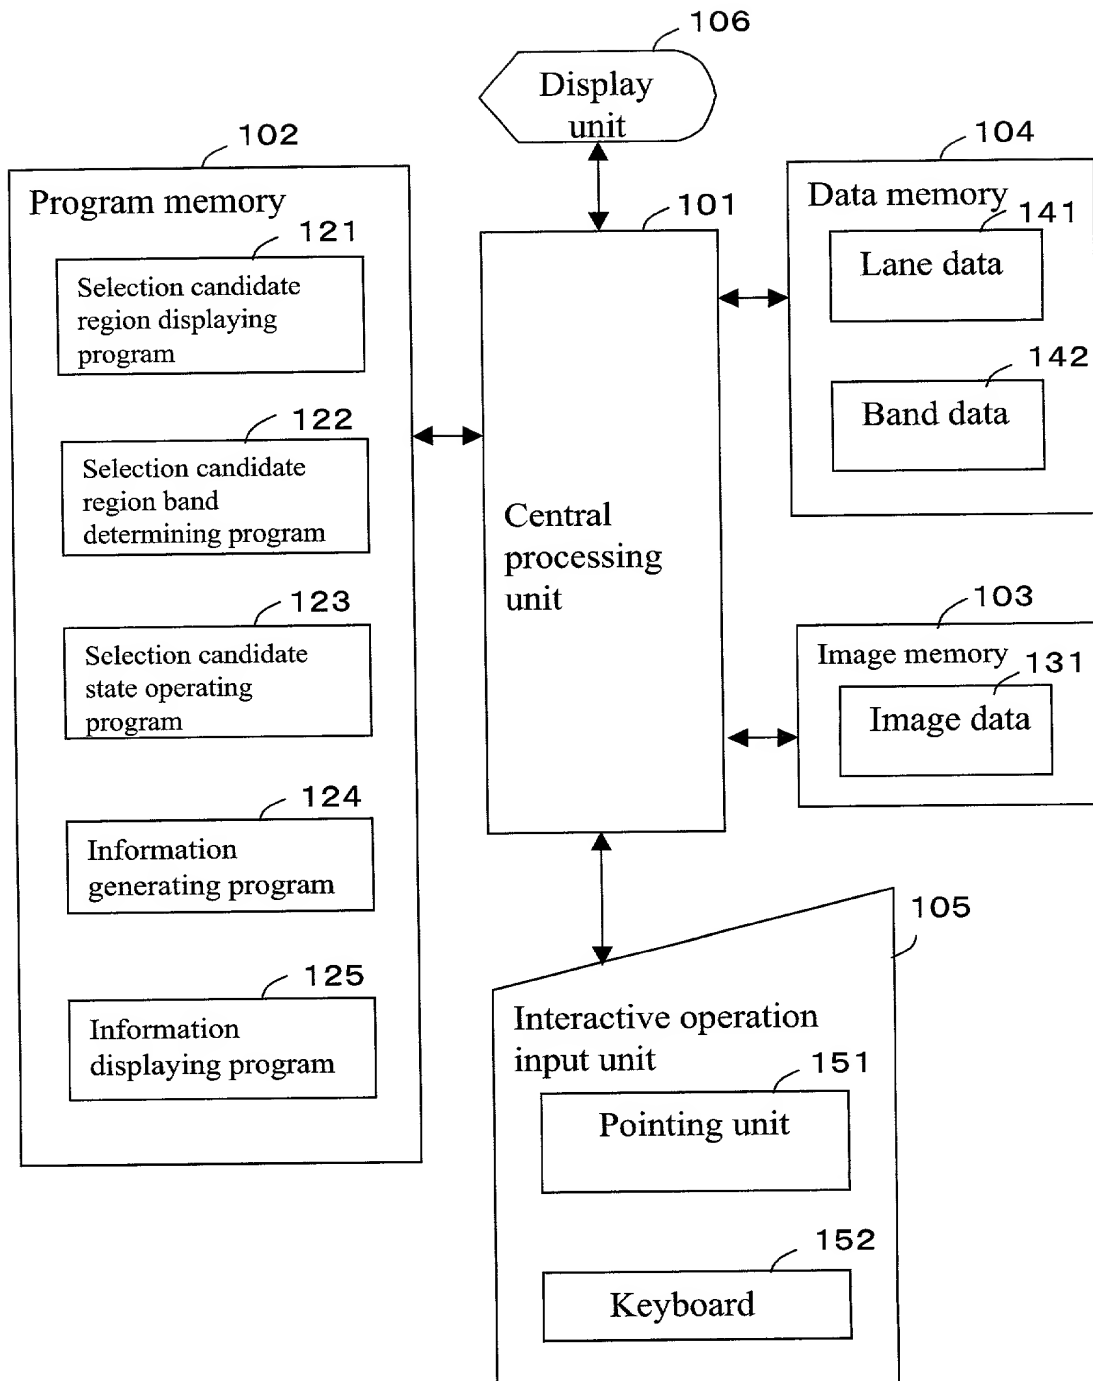 106
Display
unit
102
Program memory
121
Selection candidate
region displaying
program
122
Selection candidate
region band
determining program
123
Selection candidate
state operating
program
124
Information
generating program
125
Information
displaying program
101
Central
processing
unit
104
Data memory
141
Lane data
142
Band data
103
Image memory
131
Image data
105
Interactive operation
input unit
151
Pointing unit
152
Keyboard